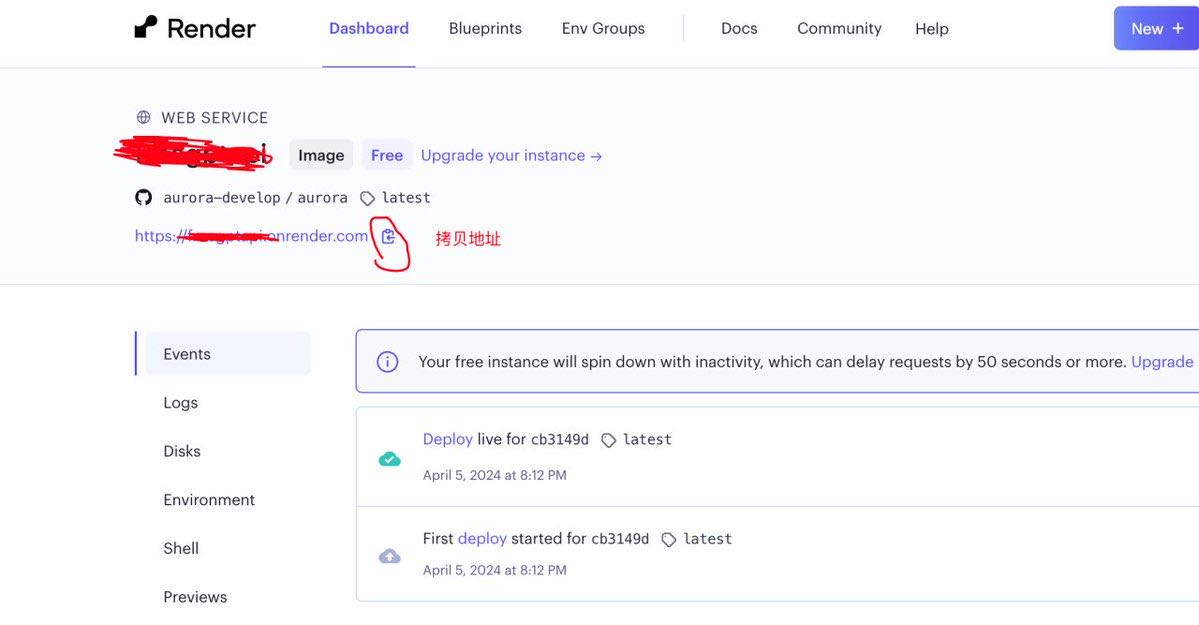 Render Dashboard Blueprints Env Groups Docs Community Help New +
WEB SERVICE
Image Free Upgrade your instance →
aurora-develop / aurora latest
https:// onrender.com 拷贝地址
Events
Logs
Disks
Environment
Shell
Previews
Your free instance will spin down with inactivity, which can delay requests by 50 seconds or more. Upgrade
Deploy live for cb3149d latest
April 5, 2024 at 8:12 PM
First deploy started for cb3149d latest
April 5, 2024 at 8:12 PM